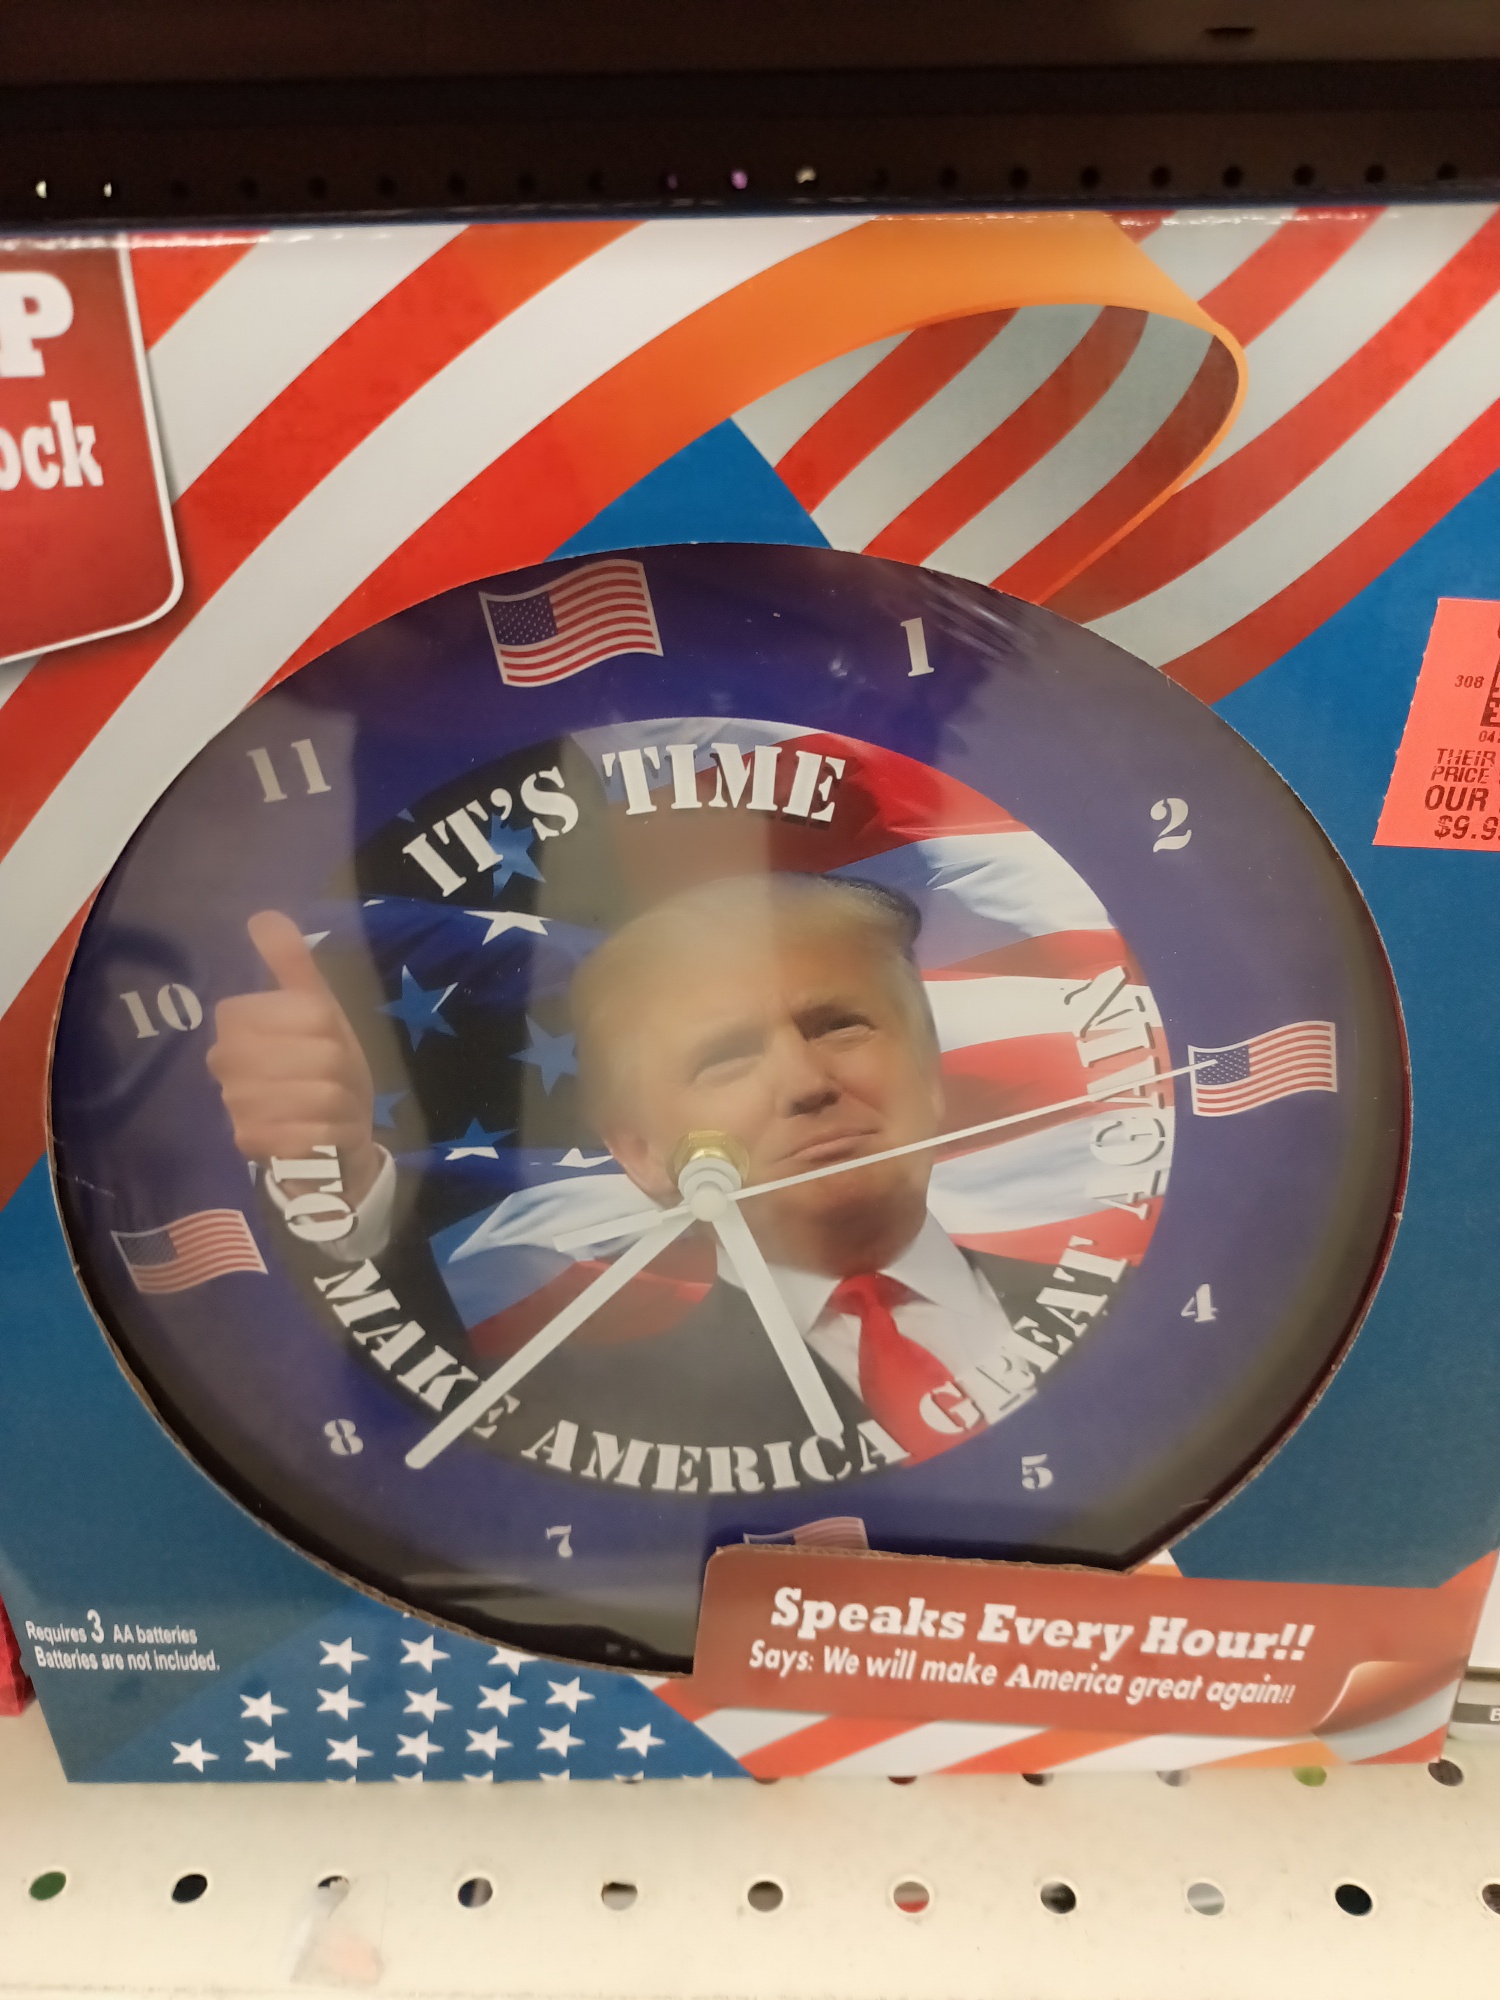 P
ock
1
11
IT'S TIME
2
10
4
8
5
7
TO MAKE AMERICA GREAT AGAIN
308
THEIR
PRICE
OUR
$9.9
Speaks Every Hour!!
Says: We will make America great again!!
Requires 3 AA batteries
Batteries are not included.